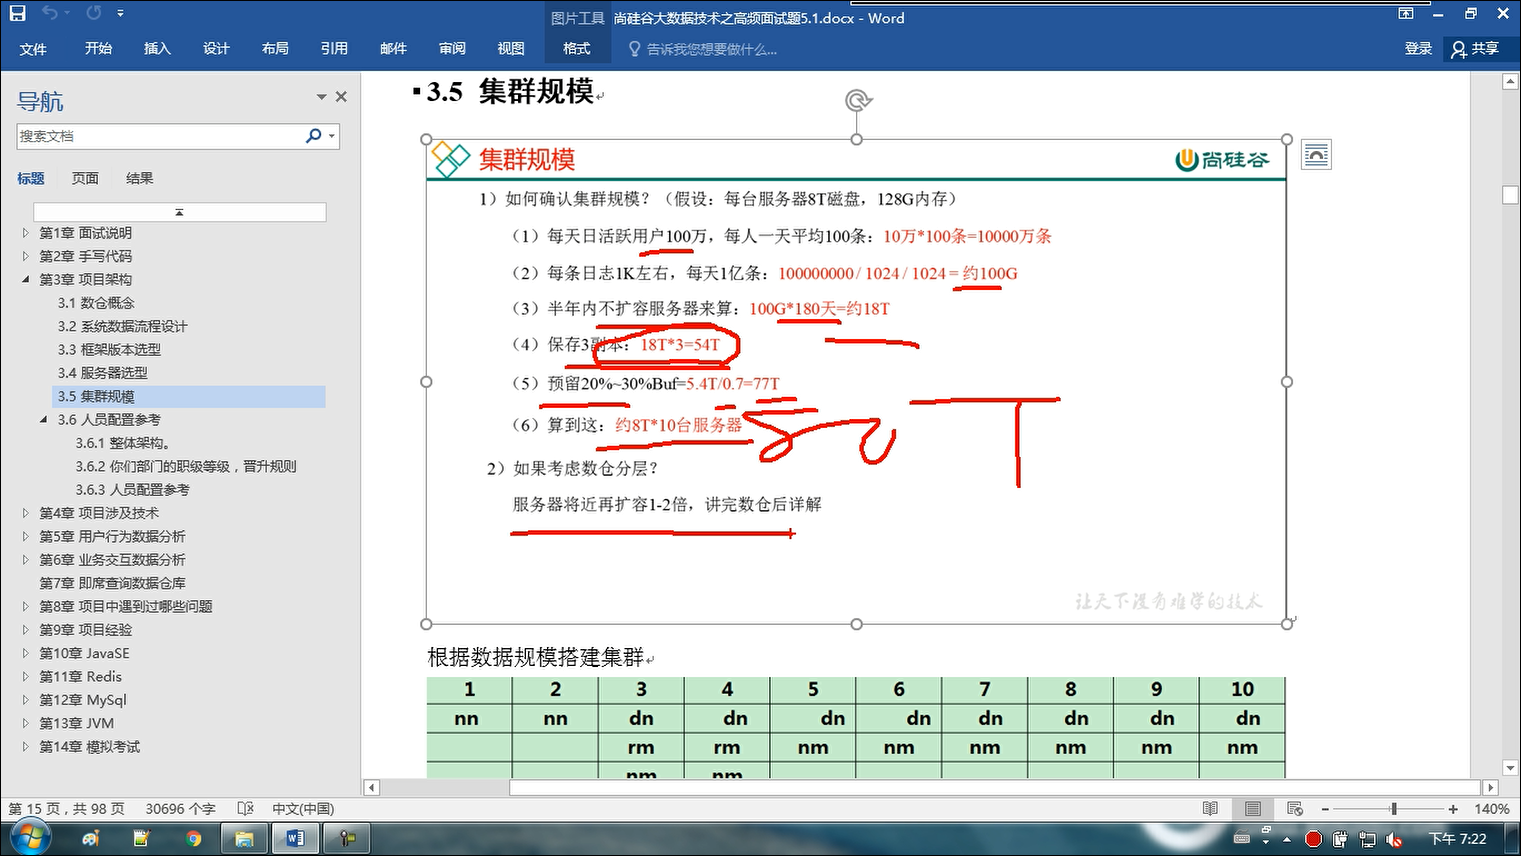 图片工具
尚硅谷大数据技术之高频面试题5.1.docx - Word
文件 开始 插入 设计 布局 引用 邮件 审阅 视图 格式 告诉我您想要做什么... 登录 共享
导航
搜索文档
标题 页面 结果
第1章 面试说明
第2章 手写代码
第3章 项目架构
3.1 数仓概念
3.2 系统数据流程设计
3.3 框架版本选型
3.4 服务器选型
3.5 集群规模
3.6 人员配置参考
3.6.1 整体架构。
3.6.2 你们部门的职级等级，晋升规则
3.6.3 人员配置参考
第4章 项目涉及技术
第5章 用户行为数据分析
第6章 业务交互数据分析
第7章 即席查询数据仓库
第8章 项目中遇到过哪些问题
第9章 项目经验
第10章 JavaSE
第11章 Redis
第12章 MySql
第13章 JVM
第14章 模拟考试
3.5 集群规模
集群规模
尚硅谷
1）如何确认集群规模？（假设：每台服务器8T磁盘，128G内存）
（1）每天日活跃用户100万，每人一天平均100条：10万*100条=10000万条
（2）每条日志1K左右，每天1亿条：100000000 / 1024 / 1024 = 约100G
（3）半年内不扩容服务器来算：100G*180天=约18T
（4）保存3副本：18T*3=54T
（5）预留20%~30%Buf=5.4T/0.7=77T
（6）算到这：约8T*10台服务器
T
2）如果考虑数仓分层？
服务器将近再扩容1-2倍，讲完数仓后详解
让天下没有难学的技术
根据数据规模搭建集群
1 2 3 4 5 6 7 8 9 10
nn nn dn dn dn dn dn dn dn dn
rm rm nm nm nm nm nm nm
nm nm
第 15 页，共 98 页 30696 个字 中文(中国) 140%
下午 7:22